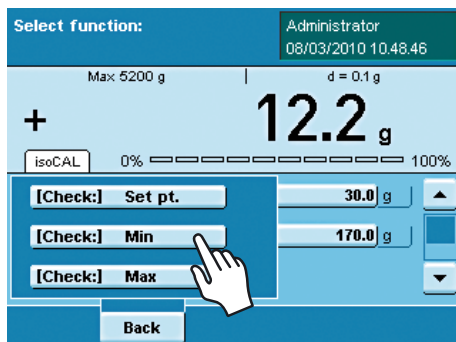 Select function:
Administrator
08/03/2010 10.48.46
Max 5200 g
d = 0.1 g
+ 12.2 g
isoCAL 0% 100%
[Check:] Set pt. 30.0 g
[Check:] Min 170.0 g
[Check:] Max
Back